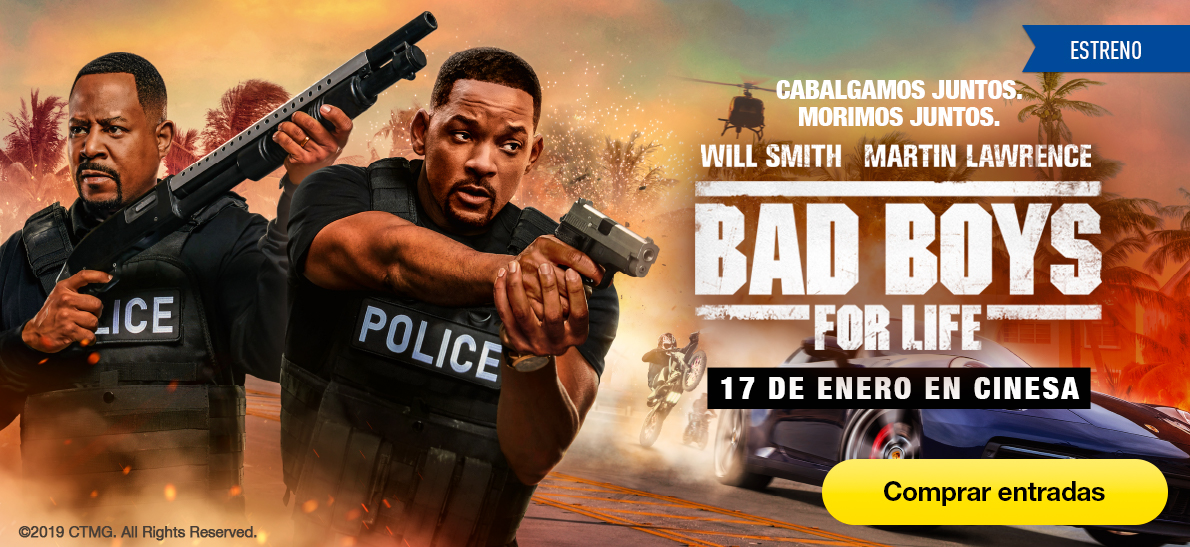 ESTRENO
CABALGAMOS JUNTOS.
MORIMOS JUNTOS.
WILL SMITH MARTIN LAWRENCE
BAD BOYS
FOR LIFE
17 DE ENERO EN CINESA
Comprar entradas
LICE
POLICE
©2019 CTMG. All Rights Reserved.